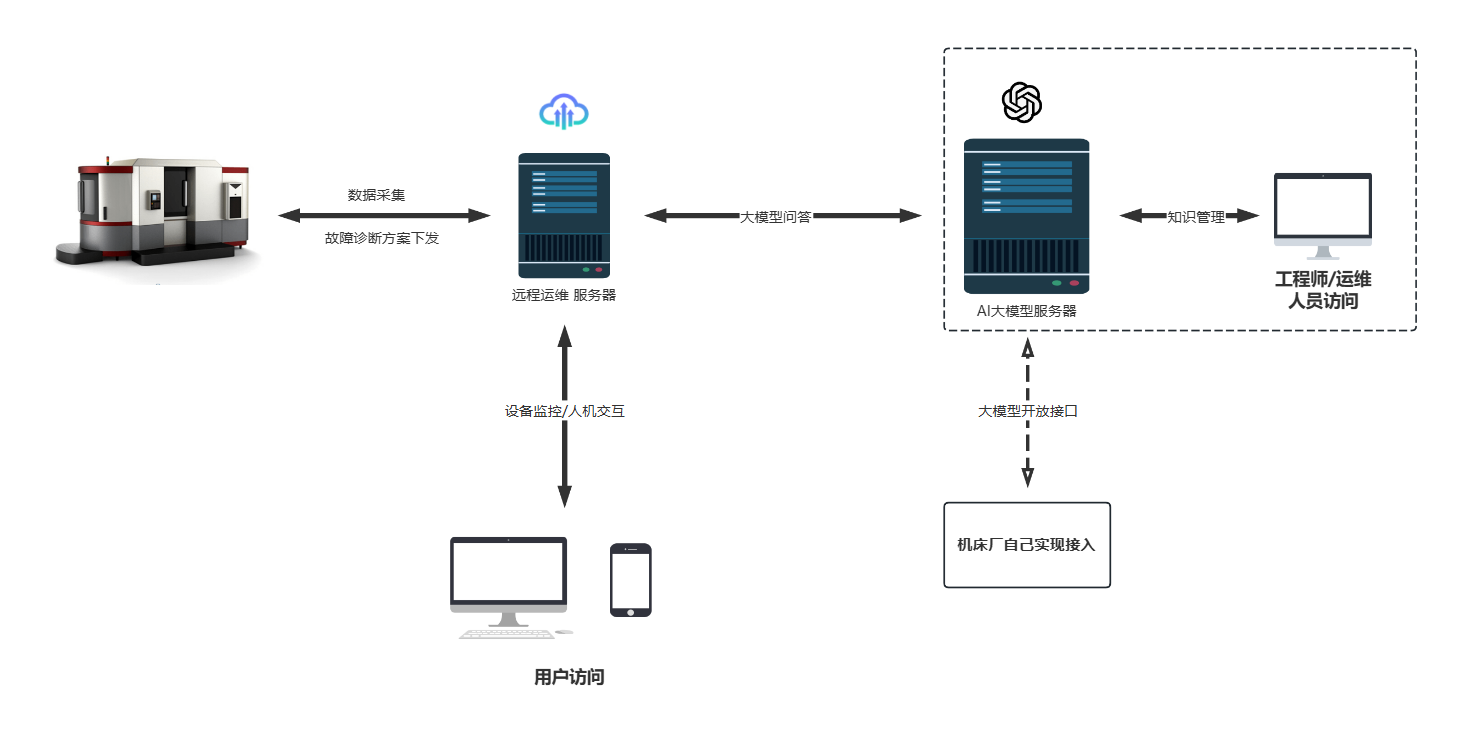 数据采集
故障诊断方案下发
远程运维 服务器
大模型问答
AI大模型服务器
知识管理
工程师/运维
人员访问
设备监控/人机交互
大模型开放接口
机床厂自己实现接入
用户访问